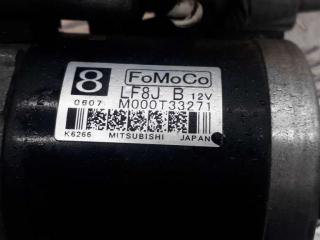 8 FoMoCo
LF8J B 12V
0607 M000T33271
K6266 MITSUBISHI JAPAN